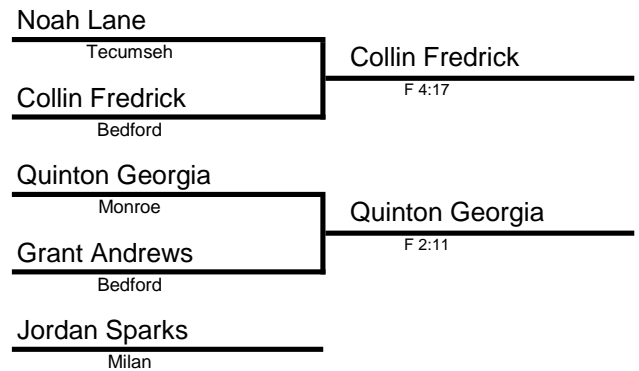 Noah Lane
Tecumseh
Collin Fredrick
F 4:17
Collin Fredrick
Bedford
Quinton Georgia
Monroe
Quinton Georgia
F 2:11
Grant Andrews
Bedford
Jordan Sparks
Milan